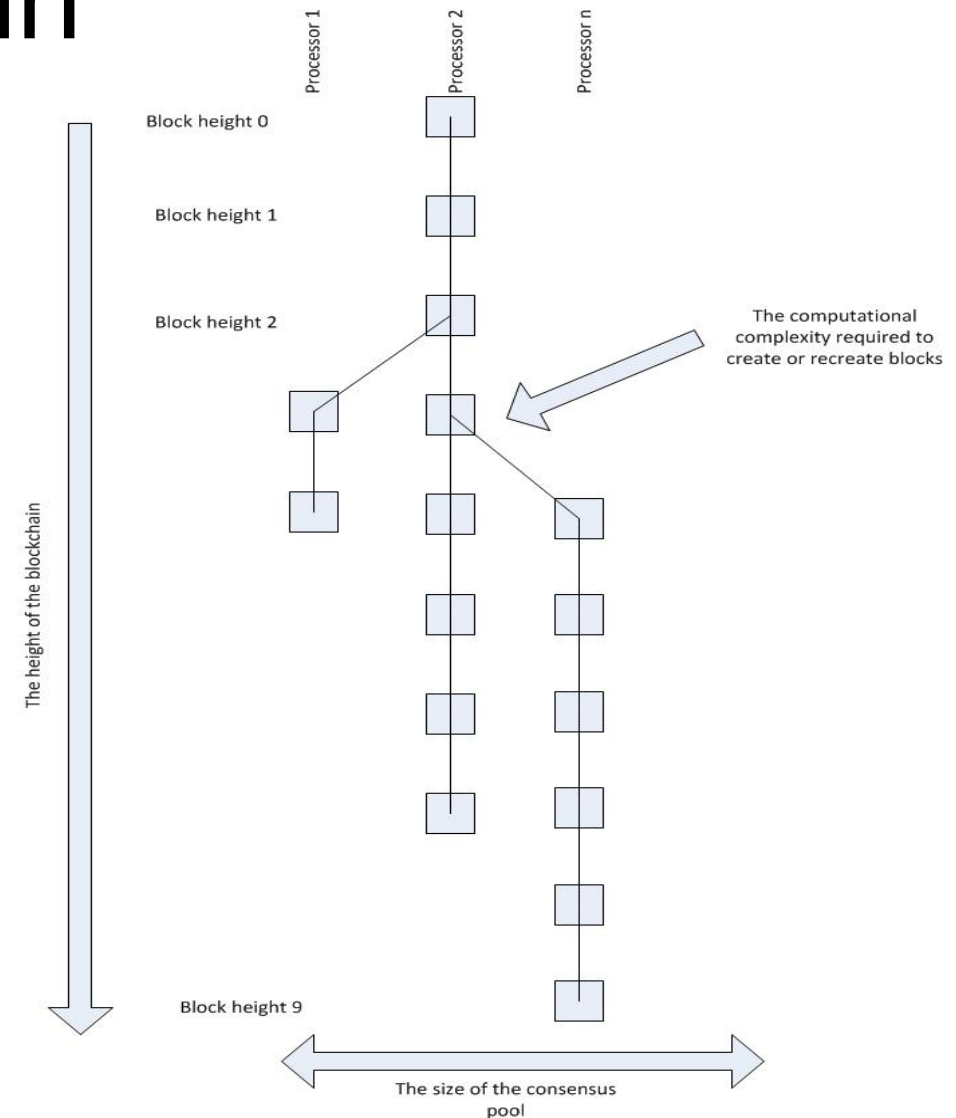 Processor 1
Processor 2
Processor n
Block height 0
Block height 1
Block height 2
The computational
complexity required to
create or recreate blocks
The height of the blockchain
Block height 9
The size of the consensus
pool